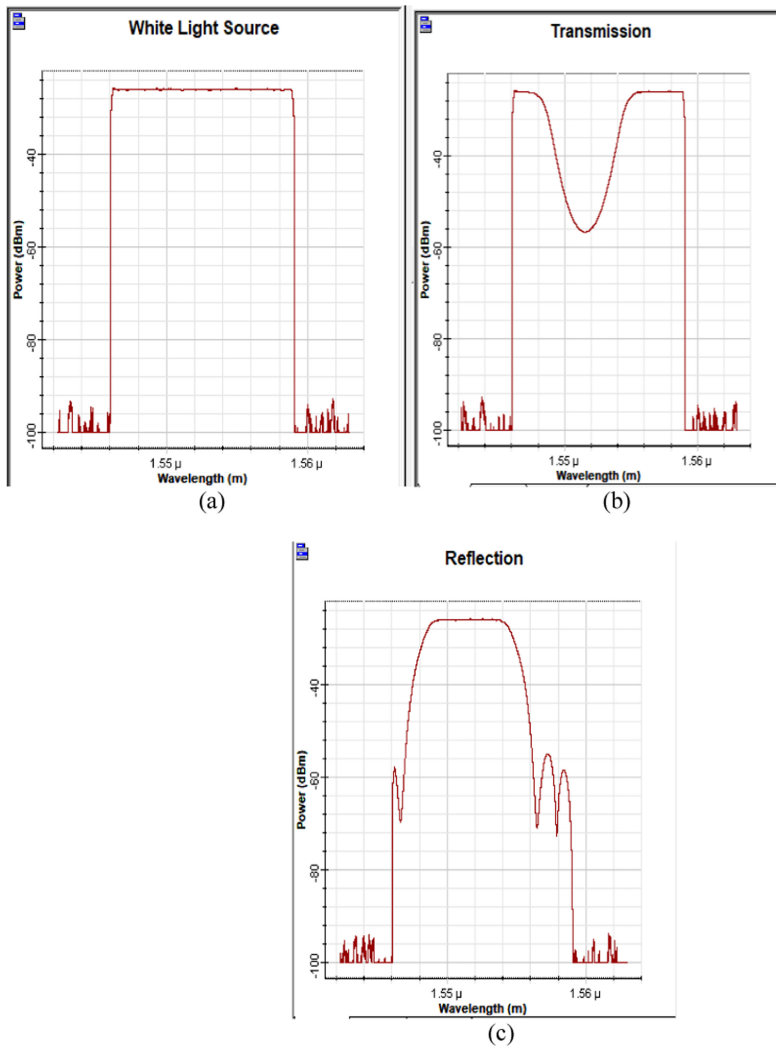 White Light Source
Power (dBm)
-40
-60
-80
-100
1.55 µ
1.56 µ
Wavelength (m)
(a)
Transmission
Power (dBm)
-40
-60
-80
-100
1.55 µ
1.56 µ
Wavelength (m)
(b)
Reflection
Power (dBm)
-40
-60
-80
-100
1.55 µ
1.56 µ
Wavelength (m)
(c)